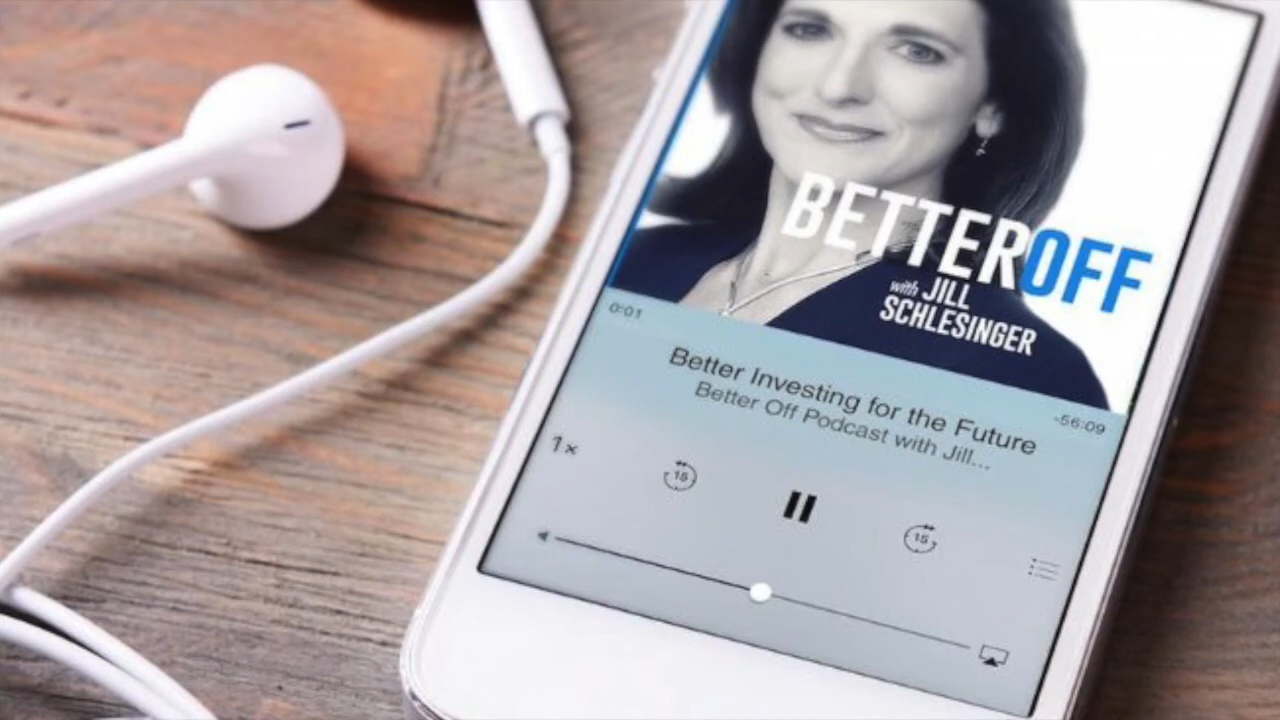 BETTEROFF
with JILL
SCHLESINGER
0:01
-56:09
Better Investing for the Future
Better Off Podcast with Jill...
1×
15
15